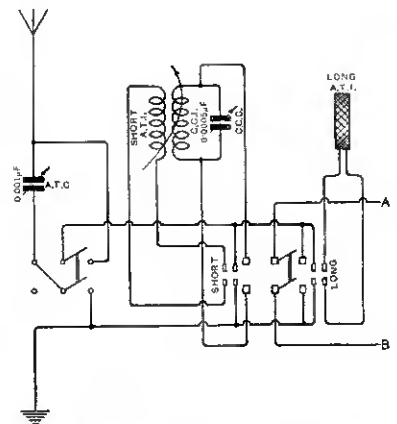 LONG
A.T.I.
SHORT
A.T.I.
C.C.I.
0·0005µF
C.C.C.
0·001µF
A.T.C
A
SHORT
LONG
B